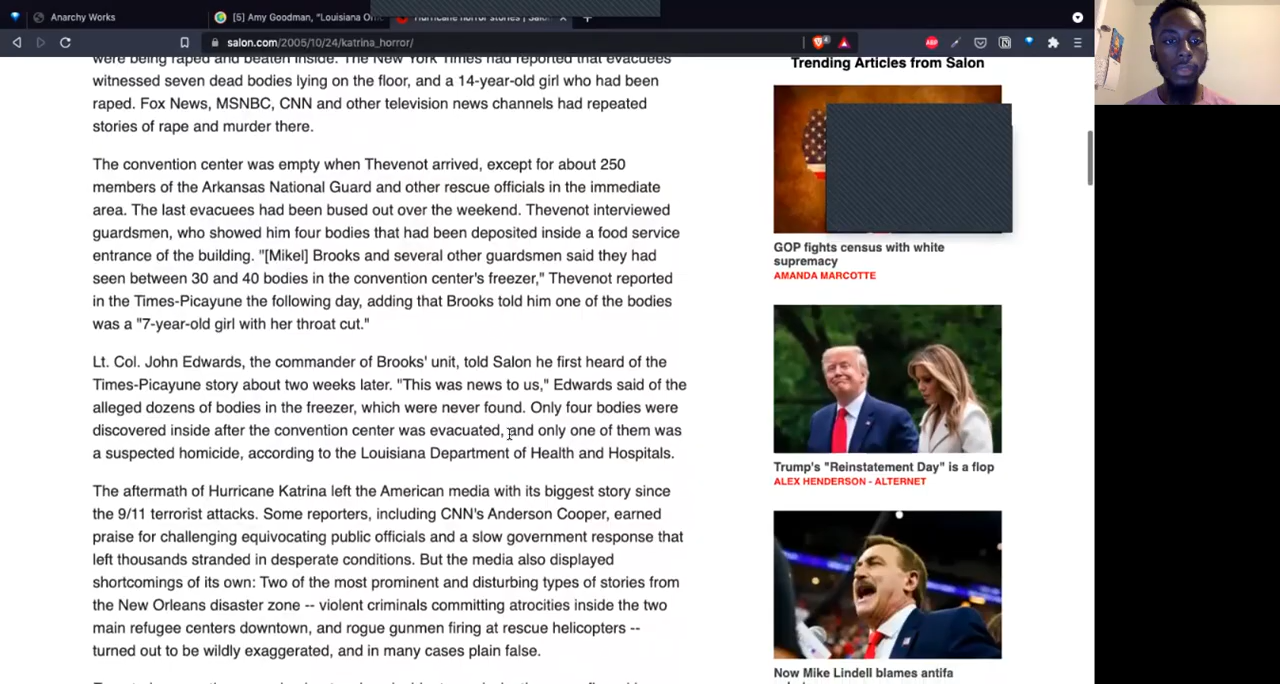 Anarchy Works
[5] Amy Goodman, "Louisiana Offi
Hurricane horror stories | Salon
salon.com/2005/10/24/katrina_horror/
were being raped and beaten inside. The New York Times had reported that evacuees
witnessed seven dead bodies lying on the floor, and a 14-year-old girl who had been
raped. Fox News, MSNBC, CNN and other television news channels had repeated
stories of rape and murder there.
The convention center was empty when Thevenot arrived, except for about 250
members of the Arkansas National Guard and other rescue officials in the immediate
area. The last evacuees had been bused out over the weekend. Thevenot interviewed
guardsmen, who showed him four bodies that had been deposited inside a food service
entrance of the building. "[Mikel] Brooks and several other guardsmen said they had
seen between 30 and 40 bodies in the convention center's freezer," Thevenot reported
in the Times-Picayune the following day, adding that Brooks told him one of the bodies
was a "7-year-old girl with her throat cut."
Lt. Col. John Edwards, the commander of Brooks' unit, told Salon he first heard of the
Times-Picayune story about two weeks later. "This was news to us," Edwards said of the
alleged dozens of bodies in the freezer, which were never found. Only four bodies were
discovered inside after the convention center was evacuated, and only one of them was
a suspected homicide, according to the Louisiana Department of Health and Hospitals.
The aftermath of Hurricane Katrina left the American media with its biggest story since
the 9/11 terrorist attacks. Some reporters, including CNN's Anderson Cooper, earned
praise for challenging equivocating public officials and a slow government response that
left thousands stranded in desperate conditions. But the media also displayed
shortcomings of its own: Two of the most prominent and disturbing types of stories from
the New Orleans disaster zone -- violent criminals committing atrocities inside the two
main refugee centers downtown, and rogue gunmen firing at rescue helicopters --
turned out to be wildly exaggerated, and in many cases plain false.
Trending Articles from Salon
GOP fights census with white
supremacy
AMANDA MARCOTTE
Trump's "Reinstatement Day" is a flop
ALEX HENDERSON - ALTERNET
Now Mike Lindell blames antifa